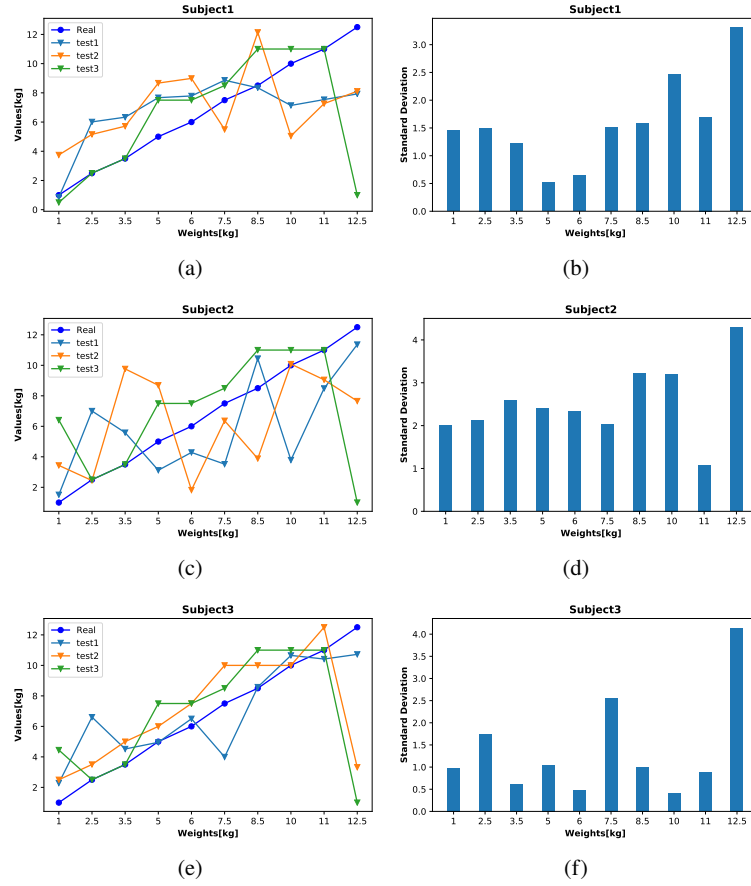 Subject1
Real
test1
test2
test3
Values[kg]
12
10
8
6
4
2
0
1 2.5 3.5 5 6 7.5 8.5 10 11 12.5
Weights[kg]
(a)
Subject1
Standard Deviation
3.0
2.5
2.0
1.5
1.0
0.5
0.0
1 2.5 3.5 5 6 7.5 8.5 10 11 12.5
Weights[kg]
(b)
Subject2
Real
test1
test2
test3
Values[kg]
12
10
8
6
4
2
1 2.5 3.5 5 6 7.5 8.5 10 11 12.5
Weights[kg]
(c)
Subject2
Standard Deviation
4
3
2
1
0
1 2.5 3.5 5 6 7.5 8.5 10 11 12.5
Weights[kg]
(d)
Subject3
Real
test1
test2
test3
Values[kg]
12
10
8
6
4
2
1 2.5 3.5 5 6 7.5 8.5 10 11 12.5
Weights[kg]
(e)
Subject3
Standard Deviation
4.0
3.5
3.0
2.5
2.0
1.5
1.0
0.5
0.0
1 2.5 3.5 5 6 7.5 8.5 10 11 12.5
Weights[kg]
(f)